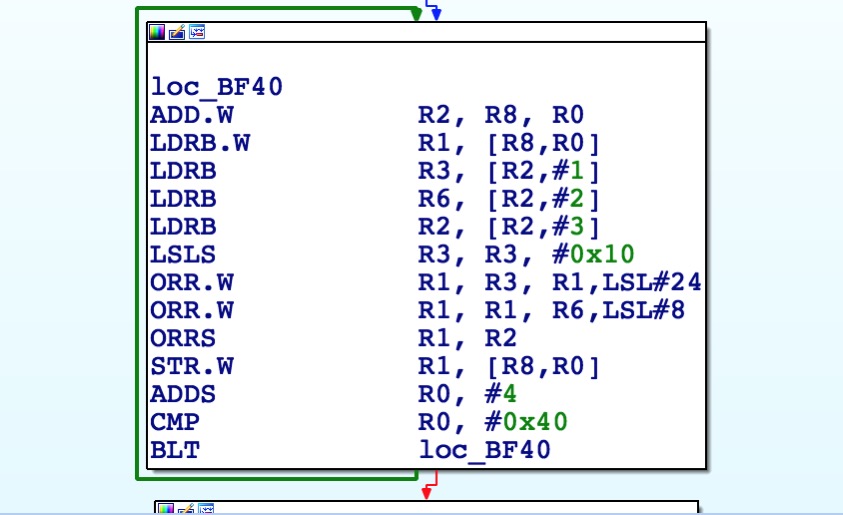 loc_BF40
ADD.W R2, R8, R0
LDRB.W R1, [R8,R0]
LDRB R3, [R2,#1]
LDRB R6, [R2,#2]
LDRB R2, [R2,#3]
LSLS R3, R3, #0x10
ORR.W R1, R3, R1,LSL#24
ORR.W R1, R1, R6,LSL#8
ORRS R1, R2
STR.W R1, [R8,R0]
ADDS R0, #4
CMP R0, #0x40
BLT loc_BF40